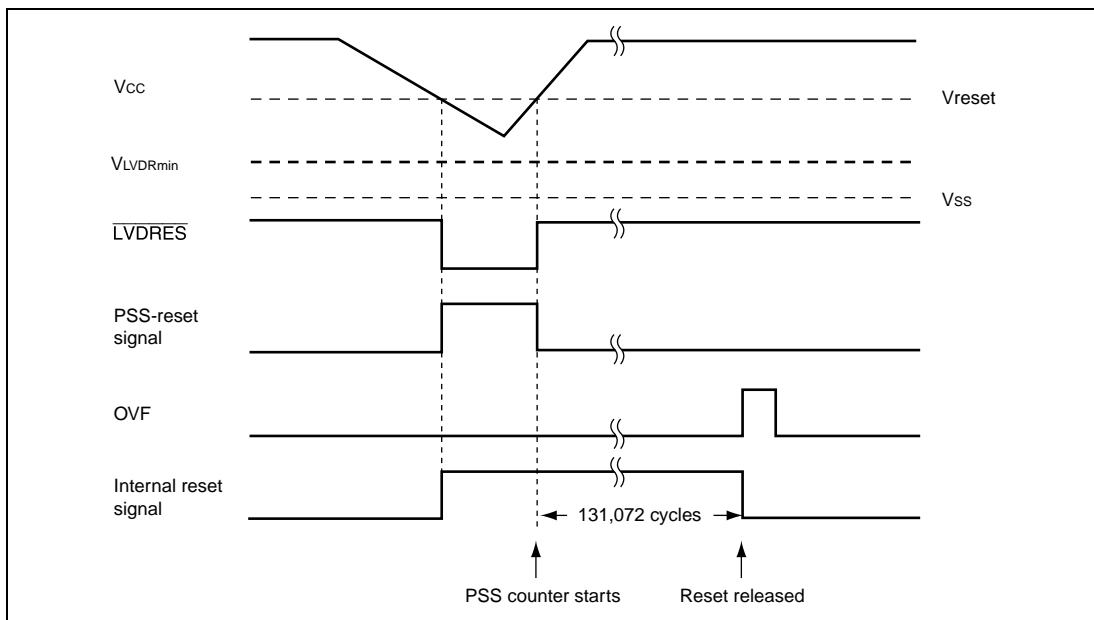 VCC
Vreset
VLVDRmin
VSS
LVDRES
PSS-reset
signal
OVF
Internal reset
signal
131,072 cycles
PSS counter starts
Reset released